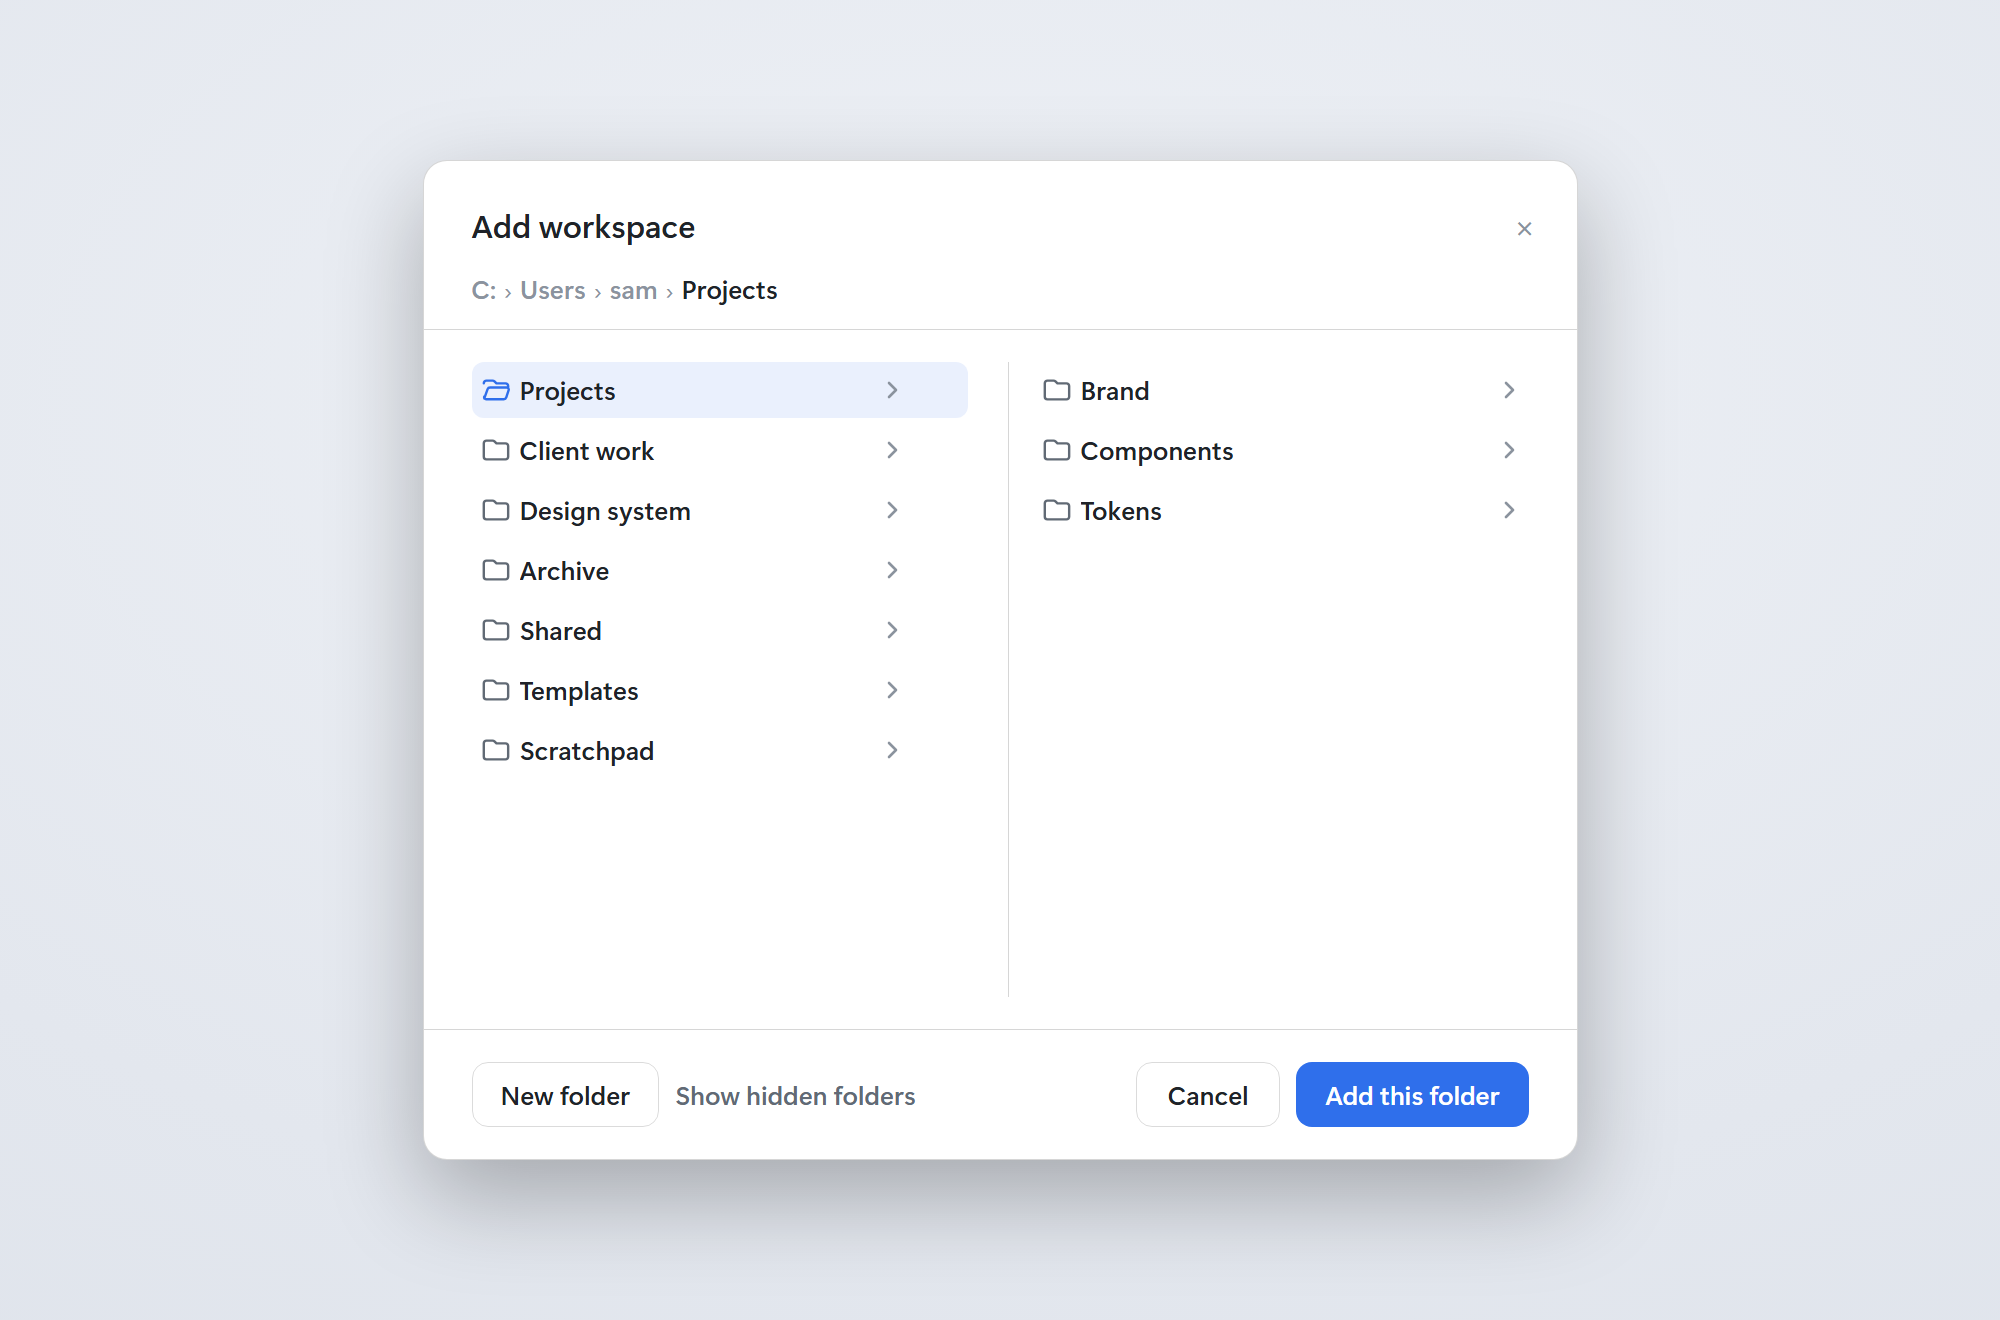 Add workspace
×
C: › Users › sam › Projects
Projects
Client work
Design system
Archive
Shared
Templates
Scratchpad
Brand
Components
Tokens
New folder
Show hidden folders
Cancel
Add this folder